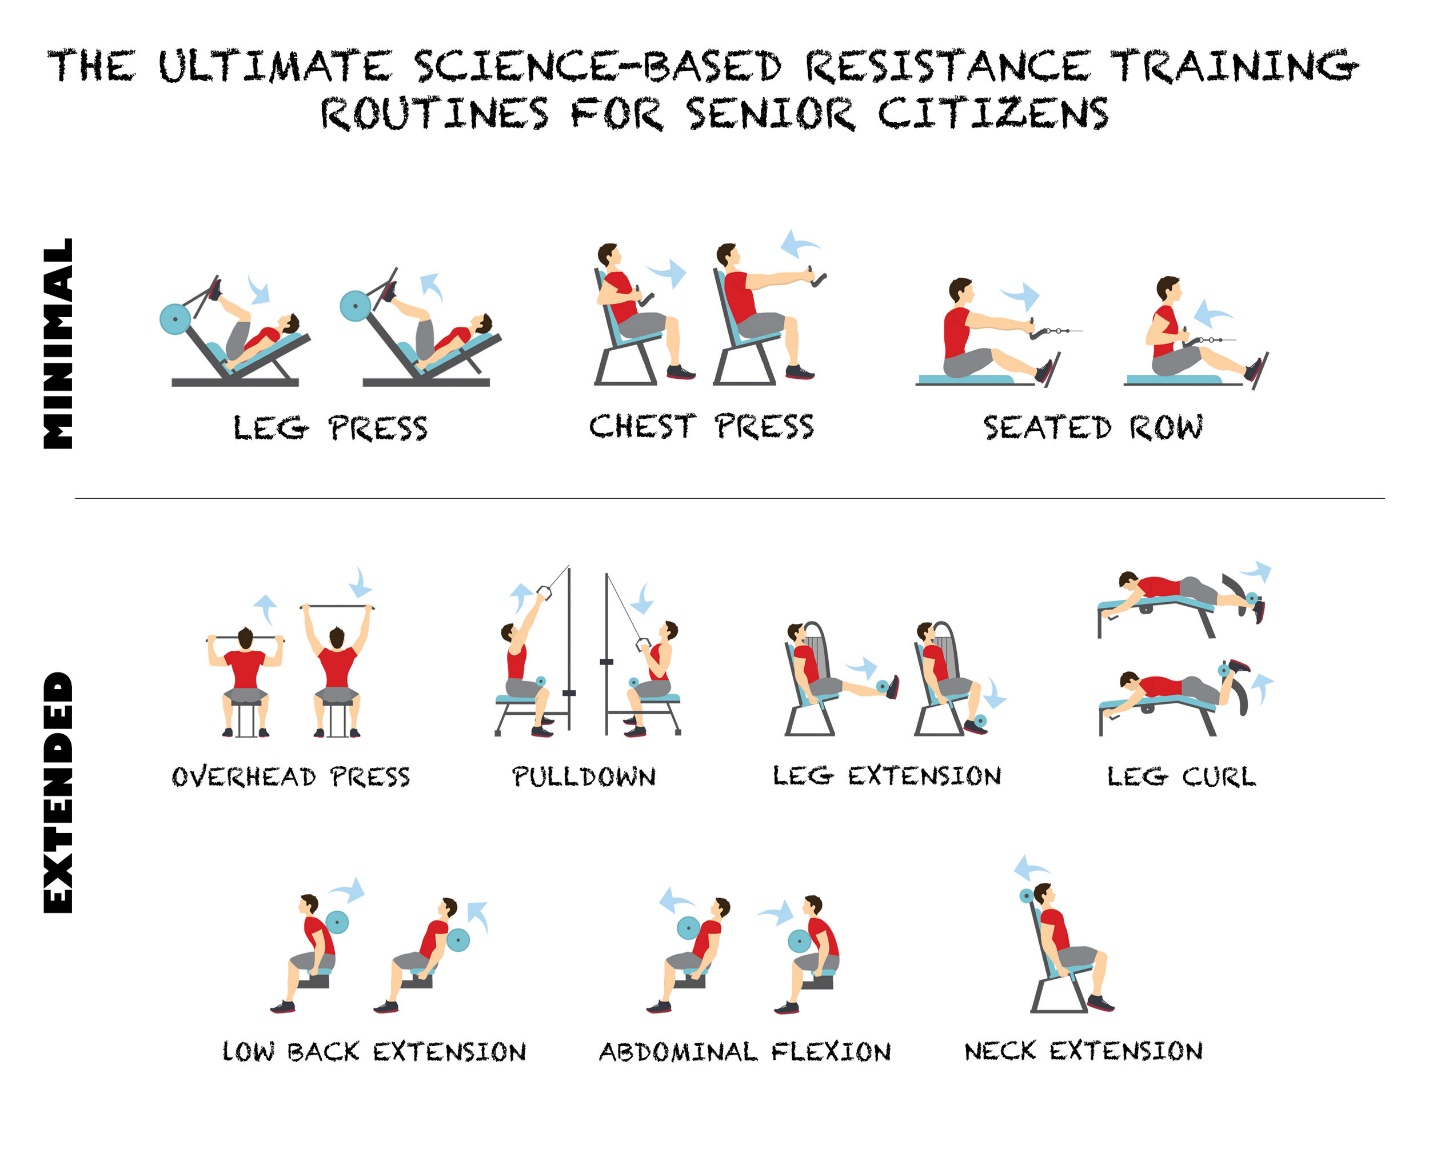 THE ULTIMATE SCIENCE-BASED RESISTANCE TRAINING
ROUTINES FOR SENIOR CITIZENS
MINIMAL
LEG PRESS
CHEST PRESS
SEATED ROW
EXTENDED
OVERHEAD PRESS
PULLDOWN
LEG EXTENSION
LEG CURL
LOW BACK EXTENSION
ABDOMINAL FLEXION
NECK EXTENSION